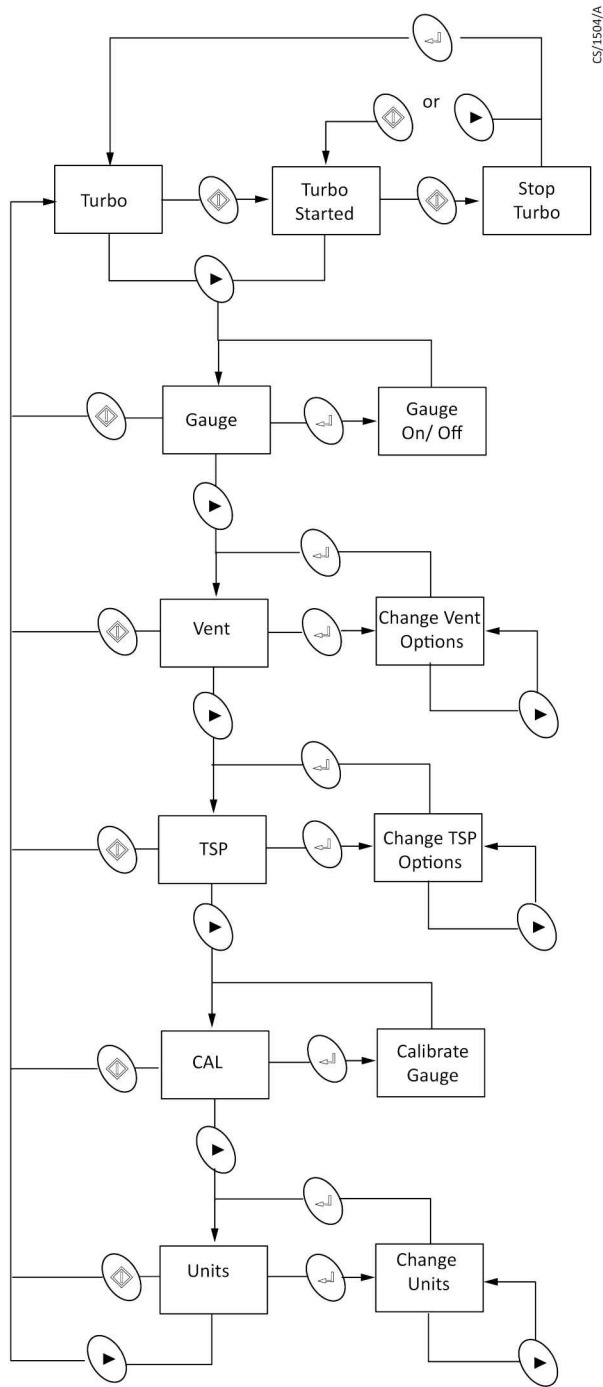 CS/1504/A
or
Turbo
Turbo
Started
Stop
Turbo
Gauge
Gauge
On/ Off
Vent
Change Vent
Options
TSP
Change TSP
Options
CAL
Calibrate
Gauge
Units
Change
Units